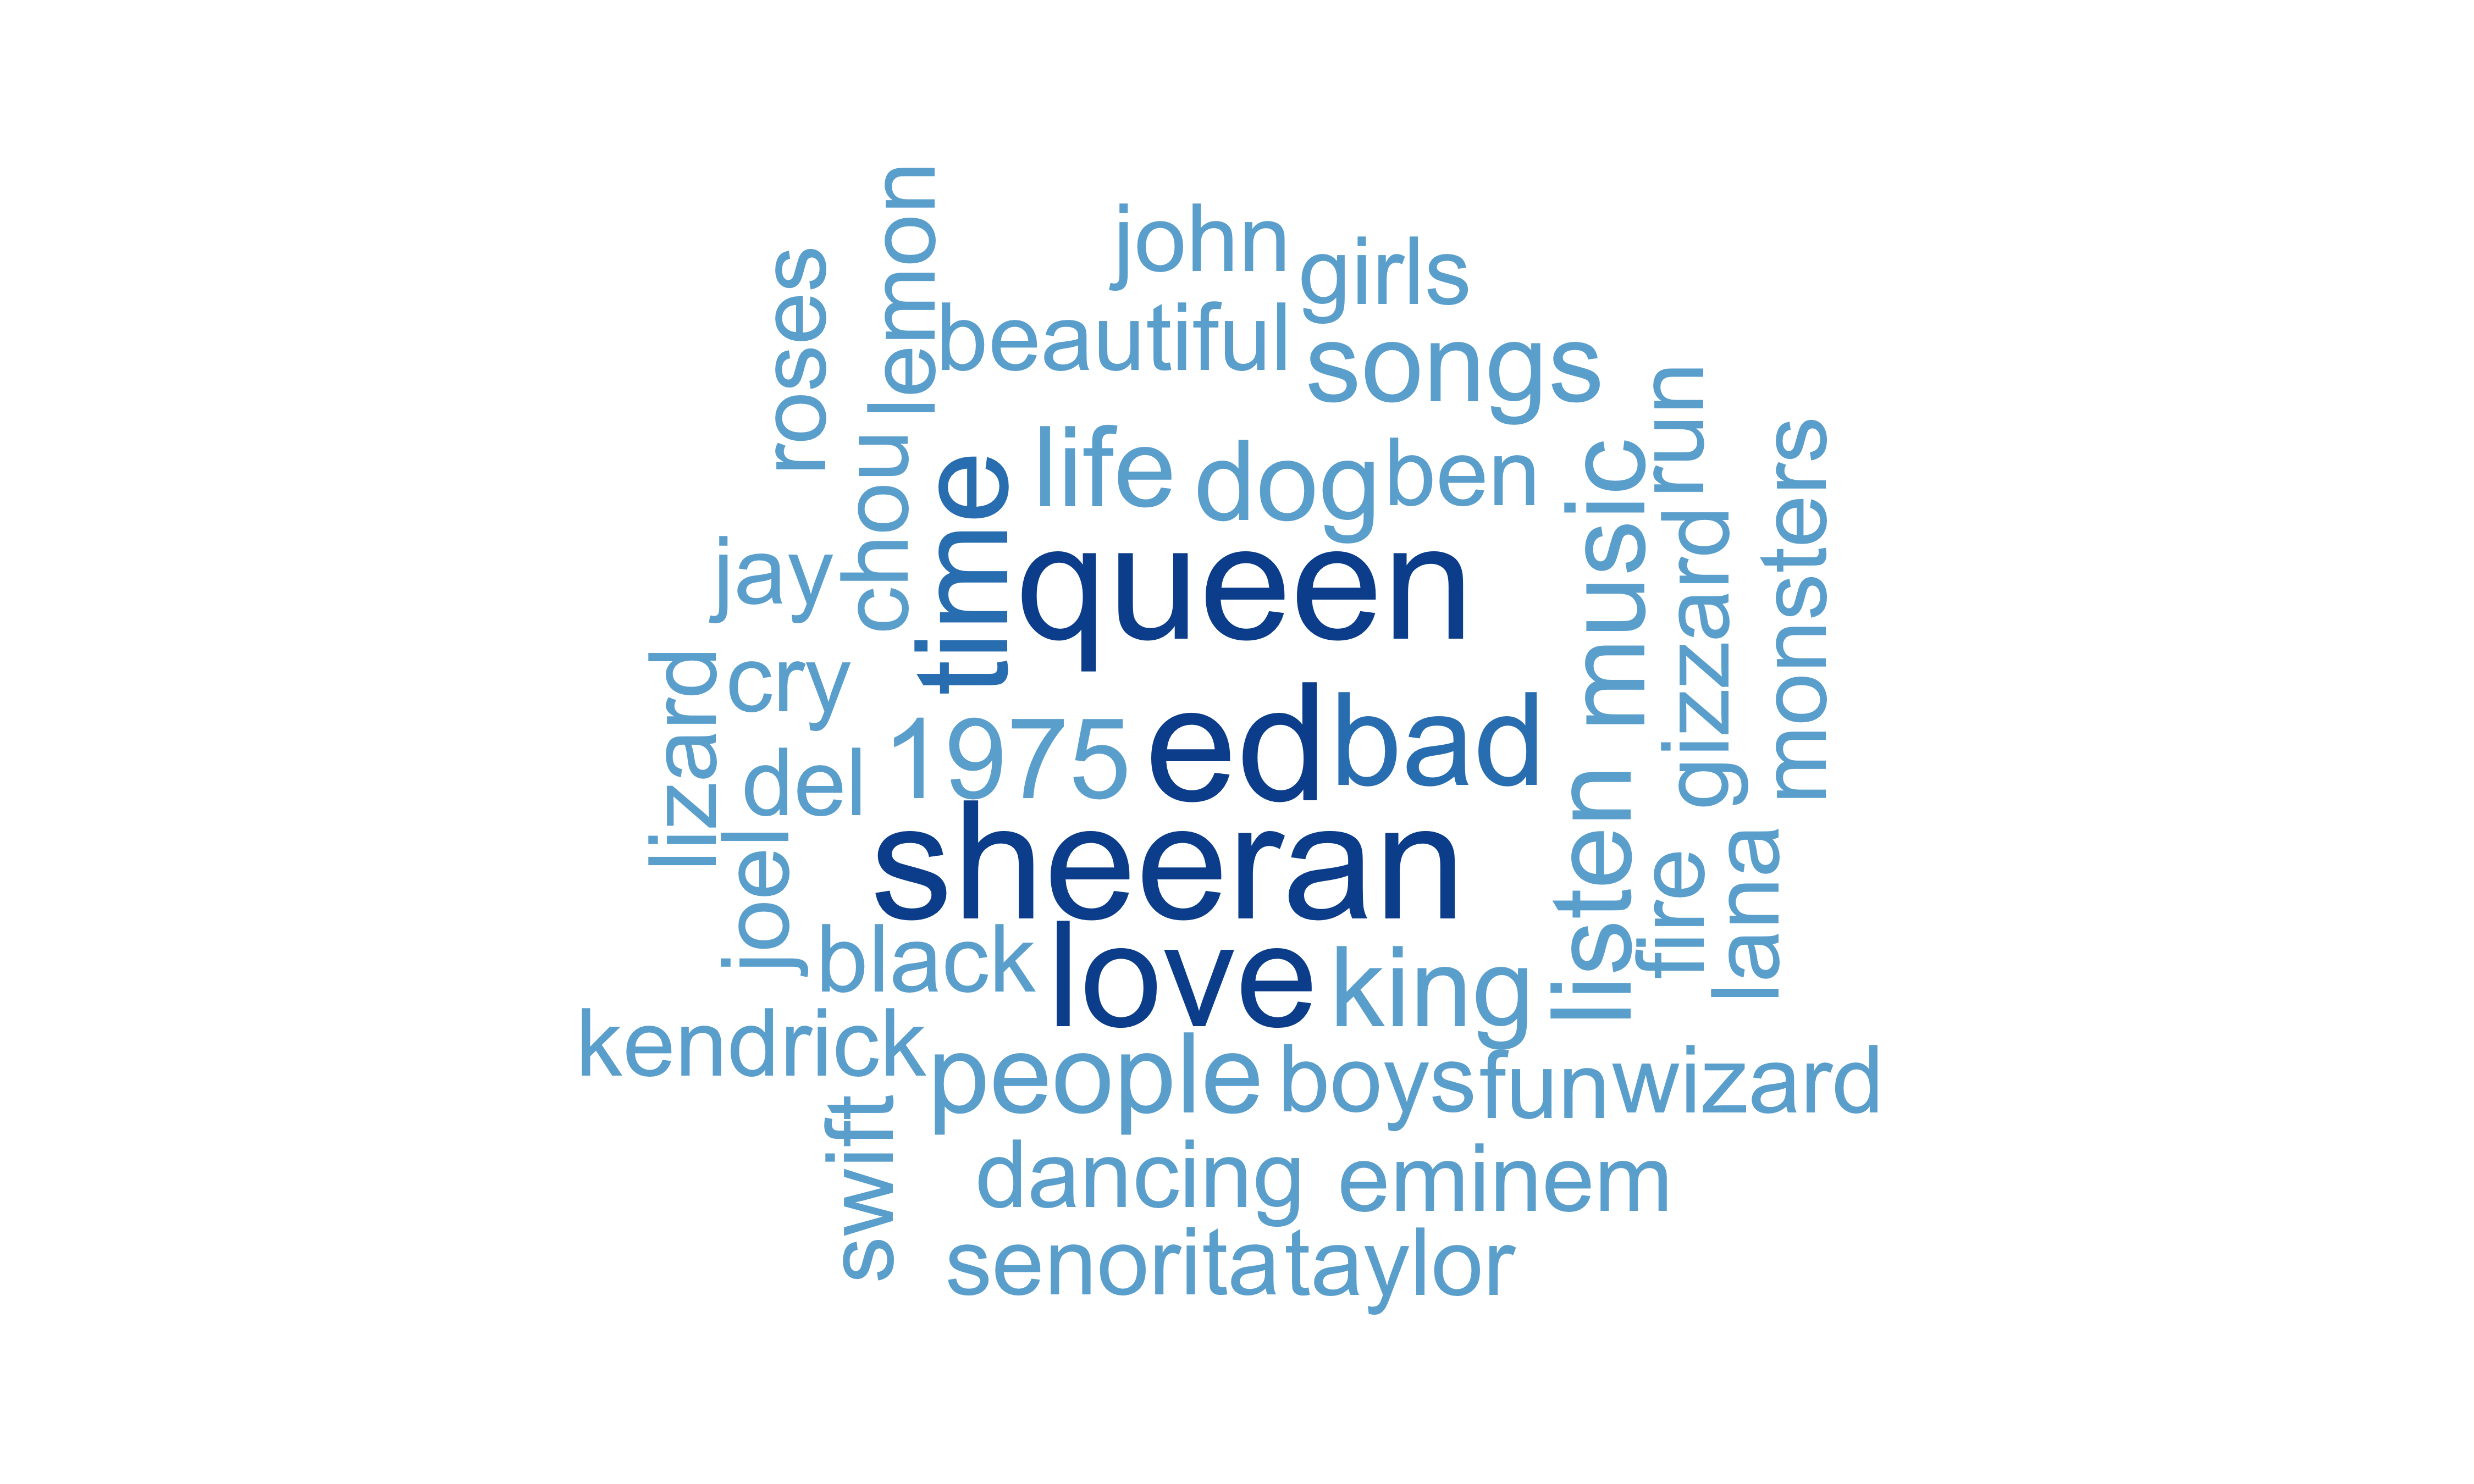 lemon
john
girls
roses
beautiful
songs
run
chou
time
life
dog
ben
music
monsters
jay
queen
gizzard
lizard
cry
del
1975
ed
bad
listen
joel
sheeran
fire
lana
black
love
king
kendrick
people
boys
fun
wizard
swift
dancing
eminem
senorita
taylor